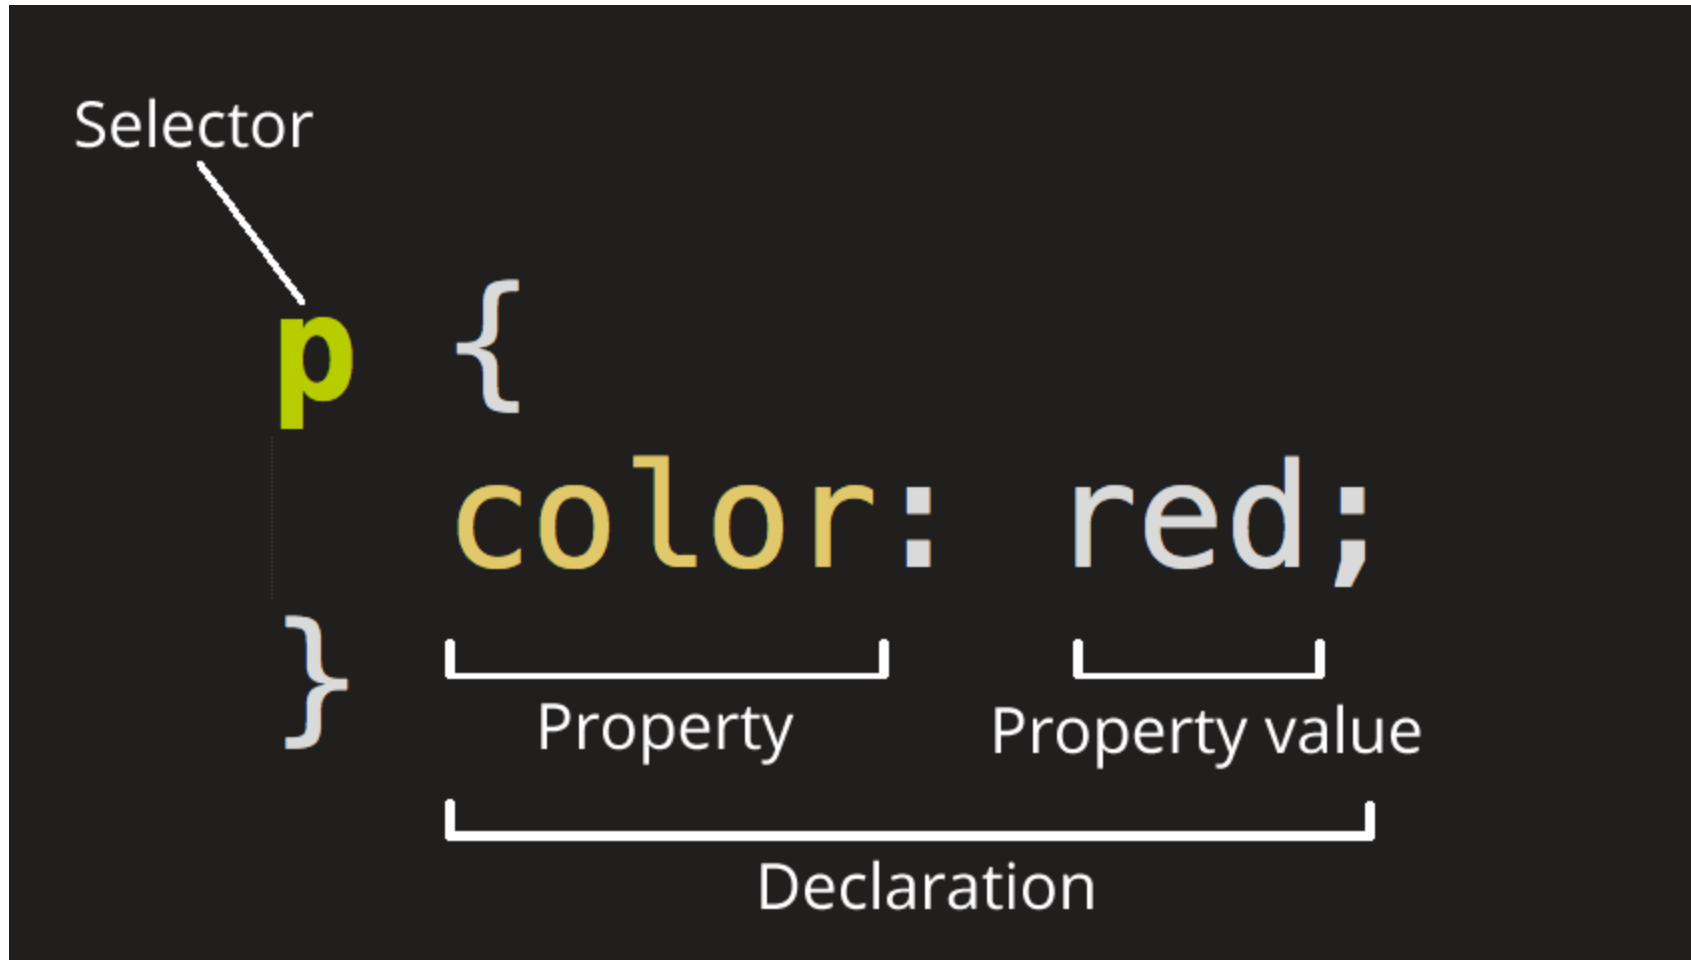 Selector
p {
color: red;
}
Property
Property value
Declaration